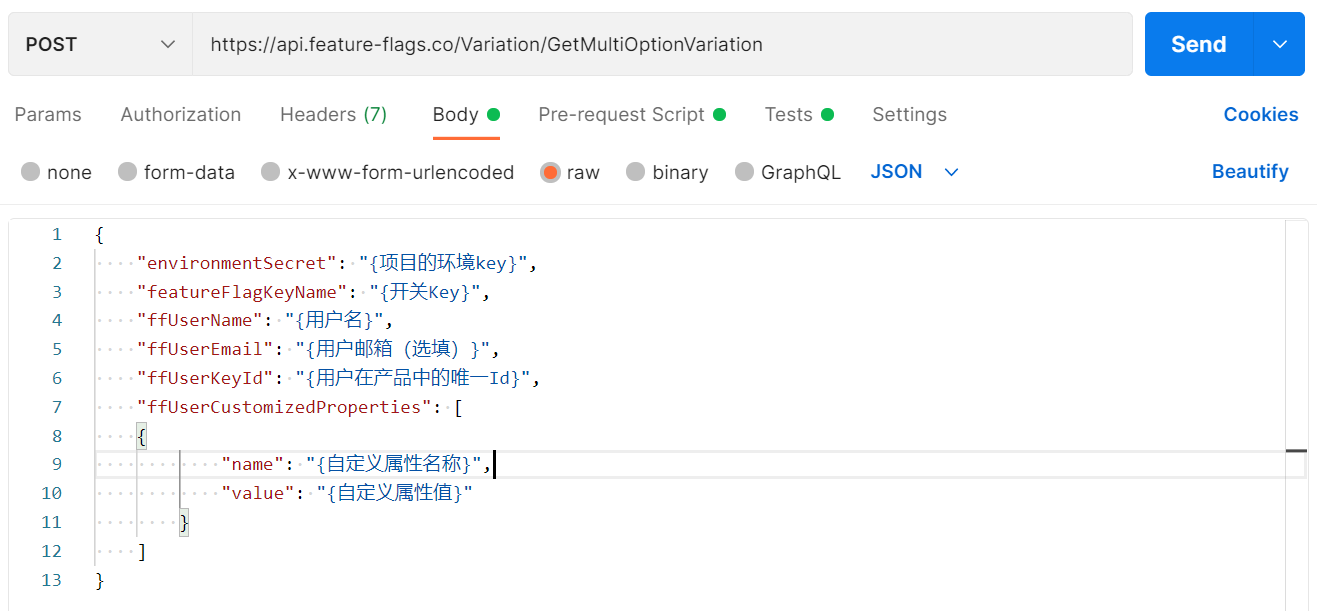 POST https://api.feature-flags.co/Variation/GetMultiOptionVariation Send
Params Authorization Headers (7) Body Pre-request Script Tests Settings Cookies
none form-data x-www-form-urlencoded raw binary GraphQL JSON Beautify
1 {
2 "environmentSecret": "{项目的环境key}",
3 "featureFlagKeyName": "{开关Key}",
4 "ffUserName": "{用户名}",
5 "ffUserEmail": "{用户邮箱（选填）}",
6 "ffUserKeyId": "{用户在产品中的唯一Id}",
7 "ffUserCustomizedProperties": [
8 {
9 "name": "{自定义属性名称}",
10 "value": "{自定义属性值}"
11 }
12 ]
13 }